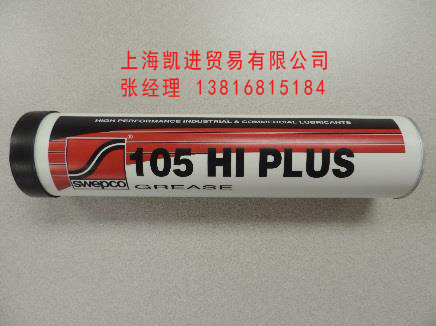 上海凯进贸易有限公司
张经理 13816815184
HIGH PERFORMANCE INDUSTRIAL & COMMERCIAL LUBRICANTS
®
swepco
105 HI PLUS
GREASE